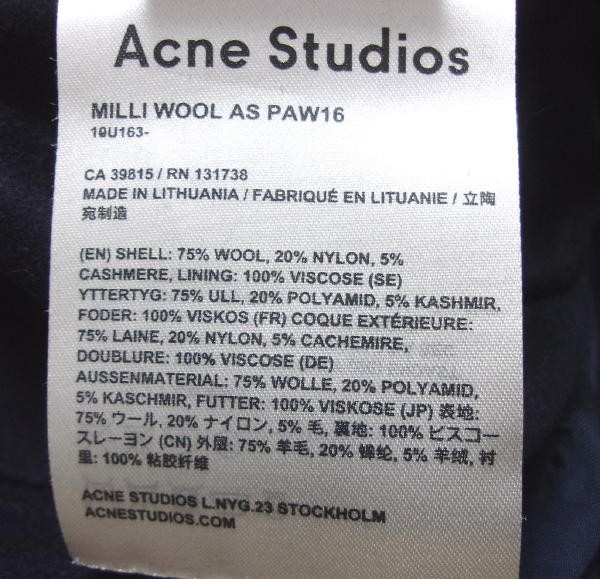 Acne Studios
MILLI WOOL AS PAW16
19U163-
CA 39815 / RN 131738
MADE IN LITHUANIA / FABRIQUÉ EN LITUANIE / 立陶
宛制造
(EN) SHELL: 75% WOOL, 20% NYLON, 5%
CASHMERE, LINING: 100% VISCOSE (SE)
YTTERTYG: 75% ULL, 20% POLYAMID, 5% KASHMIR,
FODER: 100% VISKOS (FR) COQUE EXTÉRIEURE:
75% LAINE, 20% NYLON, 5% CACHEMIRE,
DOUBLURE: 100% VISCOSE (DE)
AUSSENMATERIAL: 75% WOLLE, 20% POLYAMID,
5% KASCHMIR, FUTTER: 100% VISKOSE (JP) 表地:
75% ウール, 20% ナイロン, 5% 毛, 裏地: 100% ビスコー
スレーヨン (CN) 外层: 75% 羊毛, 20% 锦纶, 5% 羊绒, 衬
里: 100% 粘胶纤维
ACNE STUDIOS L.NYG.23 STOCKHOLM
ACNESTUDIOS.COM